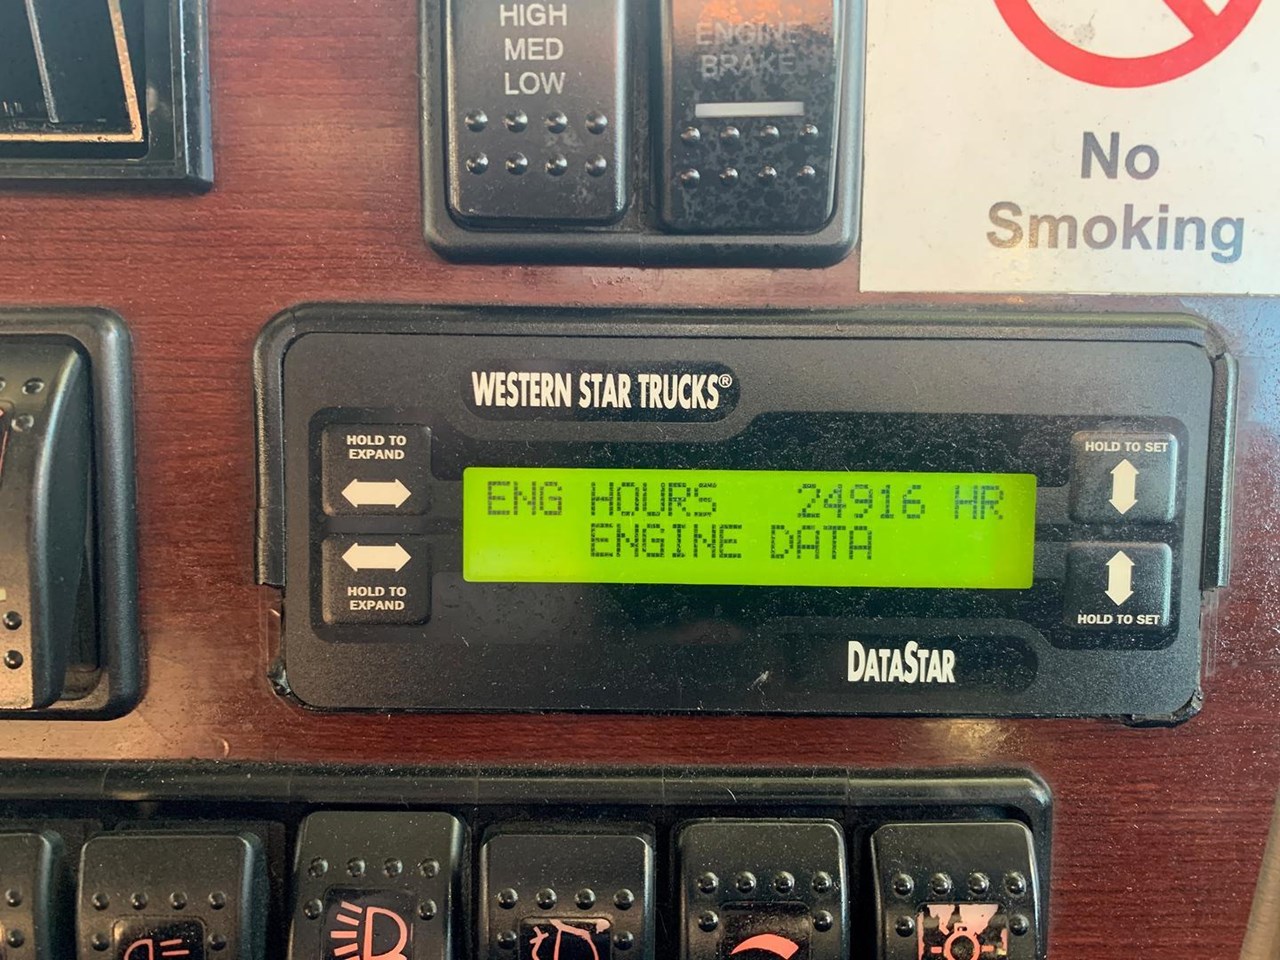 HIGH
MED
LOW
ENGINE
BRAKE
No
Smoking
WESTERN STAR TRUCKS®
HOLD TO
EXPAND
HOLD TO SET
ENG HOURS 24916 HR
ENGINE DATA
HOLD TO
EXPAND
HOLD TO SET
DATASTAR